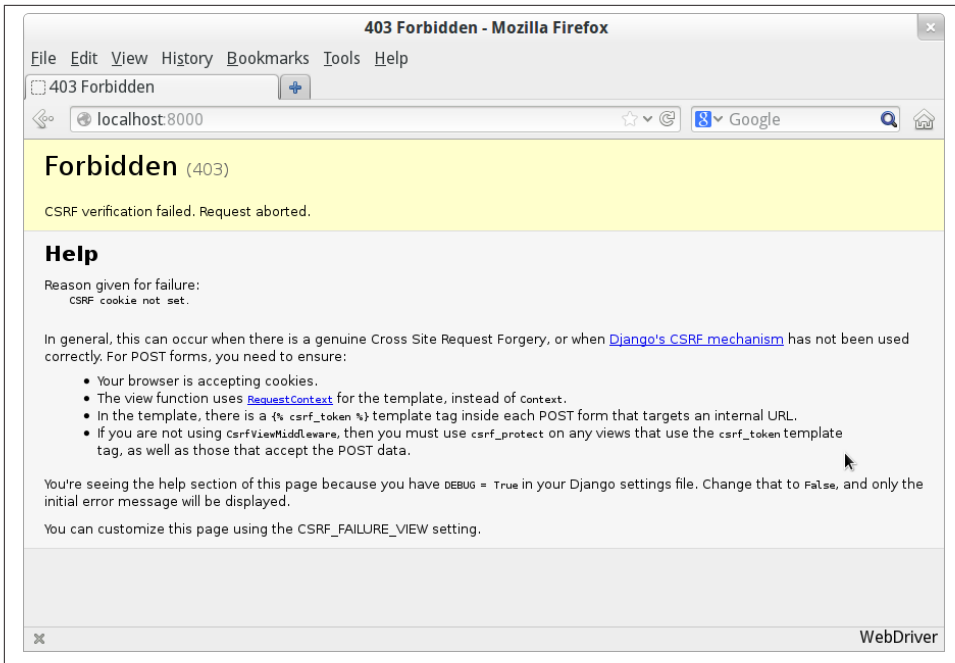 403 Forbidden - Mozilla Firefox
File Edit View History Bookmarks Tools Help
403 Forbidden
localhost:8000
Google
Forbidden (403)
CSRF verification failed. Request aborted.
Help
Reason given for failure:
CSRF cookie not set.
In general, this can occur when there is a genuine Cross Site Request Forgery, or when Django's CSRF mechanism has not been used
correctly. For POST forms, you need to ensure:
• Your browser is accepting cookies.
• The view function uses RequestContext for the template, instead of Context.
• In the template, there is a {% csrf_token %} template tag inside each POST form that targets an internal URL.
• If you are not using CsrfViewMiddleware, then you must use csrf_protect on any views that use the csrf_token template
tag, as well as those that accept the POST data.
You're seeing the help section of this page because you have DEBUG = True in your Django settings file. Change that to False, and only the
initial error message will be displayed.
You can customize this page using the CSRF_FAILURE_VIEW setting.
WebDriver